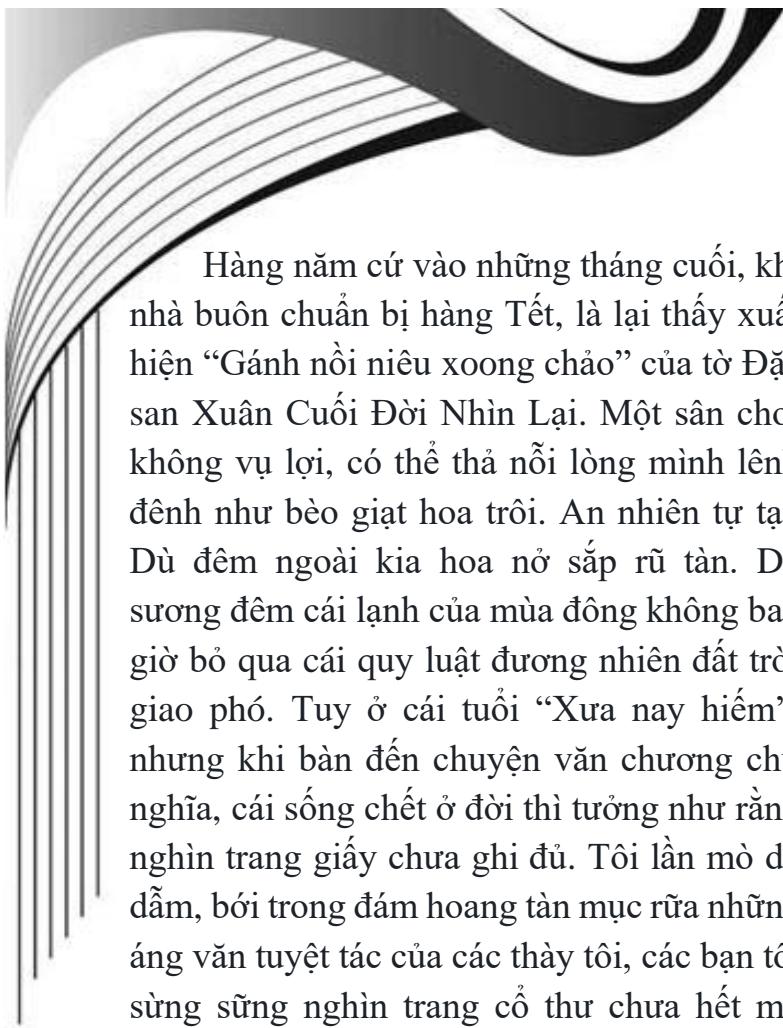 Hàng năm cứ vào những tháng cuối, kh
nhà buôn chuẩn bị hàng Tết, là lại thấy xuấ
hiện “Gánh nồi niêu xoong chảo” của tờ Đặ
san Xuân Cuối Đời Nhìn Lại. Một sân chơ
không vụ lợi, có thể thả nỗi lòng mình lên
đênh như bèo giạt hoa trôi. An nhiên tự tạ
Dù đêm ngoài kia hoa nở sắp rũ tàn. D
sương đêm cái lạnh của mùa đông không ba
giờ bỏ qua cái quy luật đương nhiên đất trờ
giao phó. Tuy ở cái tuổi “Xưa nay hiếm”
nhưng khi bàn đến chuyện văn chương ch
nghĩa, cái sống chết ở đời thì tưởng như rằn
nghìn trang giấy chưa ghi đủ. Tôi lần mò d
dẫm, bới trong đám hoang tàn mục rữa nhữn
áng văn tuyệt tác của các thày tôi, các bạn tô
sừng sững nghìn trang cổ thư chưa hết m